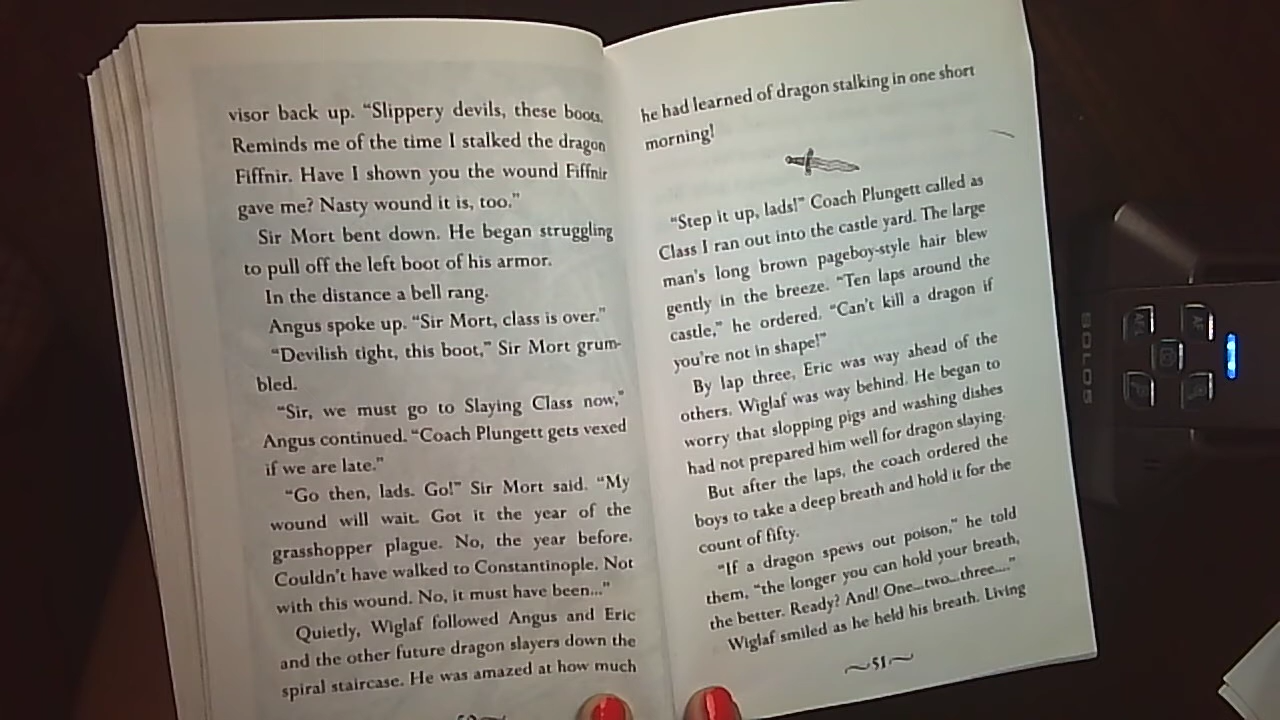 visor back up. “Slippery devils, these boots.
Reminds me of the time I stalked the dragon
Fiffnir. Have I shown you the wound Fiffnir
gave me? Nasty wound it is, too.”
Sir Mort bent down. He began struggling
to pull off the left boot of his armor.
In the distance a bell rang.
Angus spoke up. “Sir Mort, class is over.”
“Devilish tight, this boot,” Sir Mort grum-
bled.
“Sir, we must go to Slaying Class now,”
Angus continued. “Coach Plungett gets vexed
if we are late.”
“Go then, lads. Go!” Sir Mort said. “My
wound will wait. Got it the year of the
grasshopper plague. No, the year before.
Couldn't have walked to Constantinople. Not
with this wound. No, it must have been...”
Quietly, Wiglaf followed Angus and Eric
and the other future dragon slayers down the
spiral staircase. He was amazed at how much
he had learned of dragon stalking in one short
morning!
“Step it up, lads!” Coach Plungett called as
Class I ran out into the castle yard. The large
man's long brown pageboy-style hair blew
gently in the breeze. “Ten laps around the
castle,” he ordered. “Can't kill a dragon if
you're not in shape!”
By lap three, Eric was way ahead of the
others. Wiglaf was way behind. He began to
worry that slopping pigs and washing dishes
had not prepared him well for dragon slaying.
But after the laps, the coach ordered the
boys to take a deep breath and hold it for the
count of fifty.
“If a dragon spews out poison,” he told
them, “the longer you can hold your breath,
the better. Ready? And! One...two...three....”
Wiglaf smiled as he held his breath. Living
51
SOLO5
AF